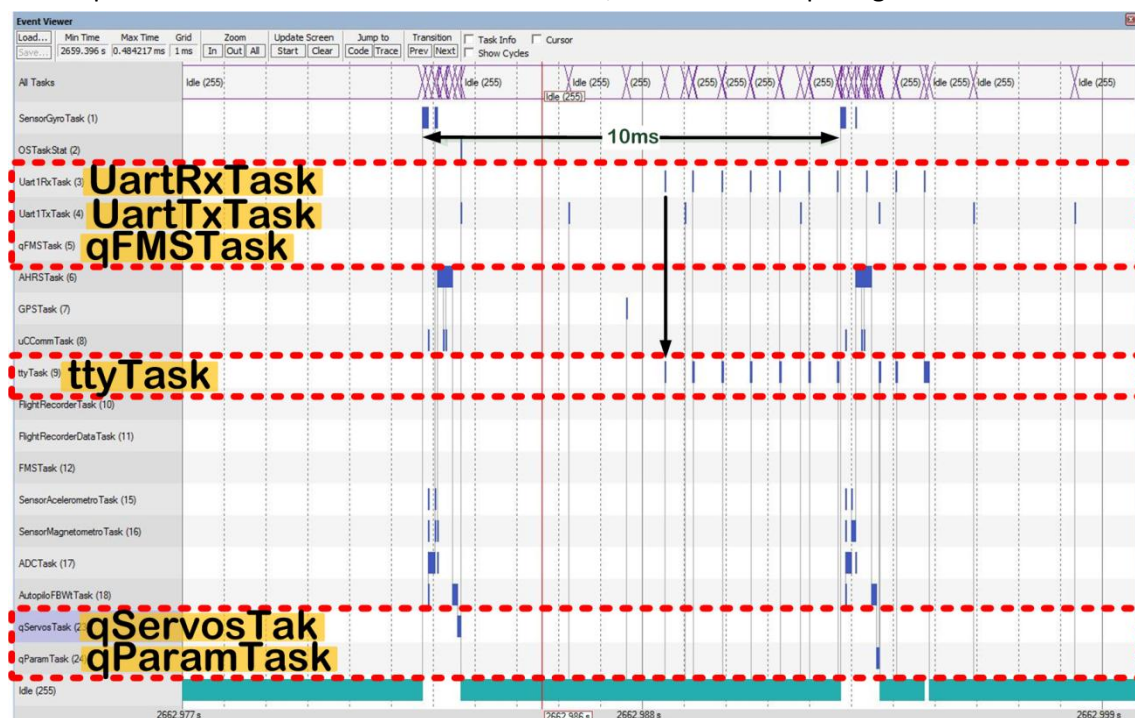 Event Viewer
Load... Min Time Max Time Grid Zoom Update Screen Jump to Transition Task Info Cursor
Save... 2659.396 s 0.484217 ms 1 ms In Out All Start Clear Code Trace Prev Next Show Cycles
All Tasks Idle (255) Idle (255) Idle (255) (255) (255) (255) (255) (255) Idle (255) Idle (255) Idle (255)
Idle (255)
SensorGyroTask (1)
10ms
OSTaskStat (2)
Uart1RxTask (3) UartRxTask
Uart1TxTask (4) UartTxTask
qFMSTask (5) qFMSTask
AHRSTask (6)
GPSTask (7)
uCCommTask (8)
ttyTask (9) ttyTask
FlightRecorderTask (10)
FlightRecorderDataTask (11)
FMSTask (12)
SensorAcelerometroTask (15)
SensorMagnetometroTask (16)
ADCTask (17)
AutopiloFBWtTask (18)
qServosTask qServosTak
qParamTask qParamTask
Idle (255)
2662.977 s 2662.986 s 2662.988 s 2662.999 s